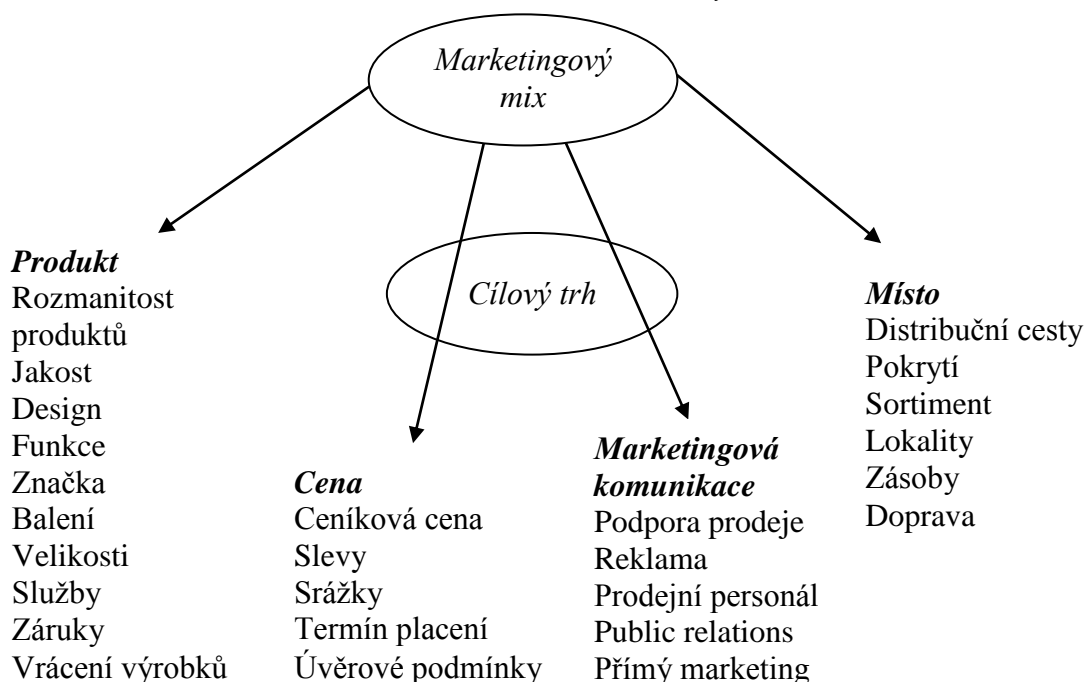 Marketingový
mix
Cílový trh
Produkt
Rozmanitost
produktů
Jakost
Design
Funkce
Značka
Balení
Velikosti
Služby
Záruky
Vrácení výrobků
Cena
Ceníková cena
Slevy
Srážky
Termín placení
Úvěrové podmínky
Marketingová
komunikace
Podpora prodeje
Reklama
Prodejní personál
Public relations
Přímý marketing
Místo
Distribuční cesty
Pokrytí
Sortiment
Lokality
Zásoby
Doprava